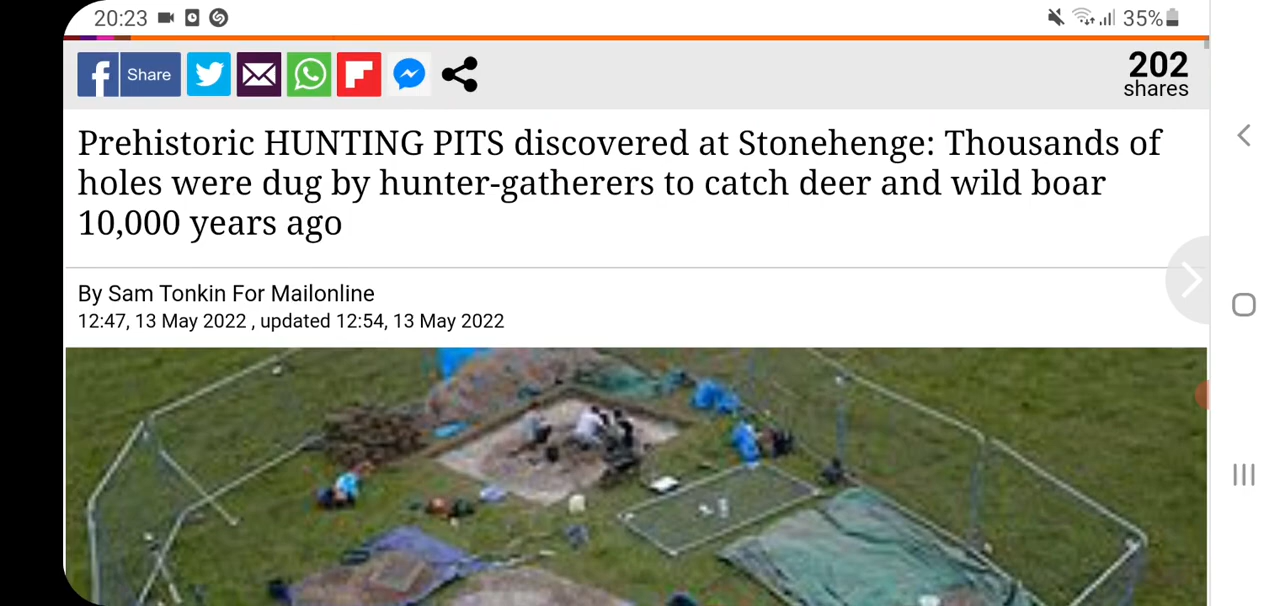 20:23 35%
Share 202
shares
Prehistoric HUNTING PITS discovered at Stonehenge: Thousands of
holes were dug by hunter-gatherers to catch deer and wild boar
10,000 years ago
By Sam Tonkin For Mailonline
12:47, 13 May 2022 , updated 12:54, 13 May 2022